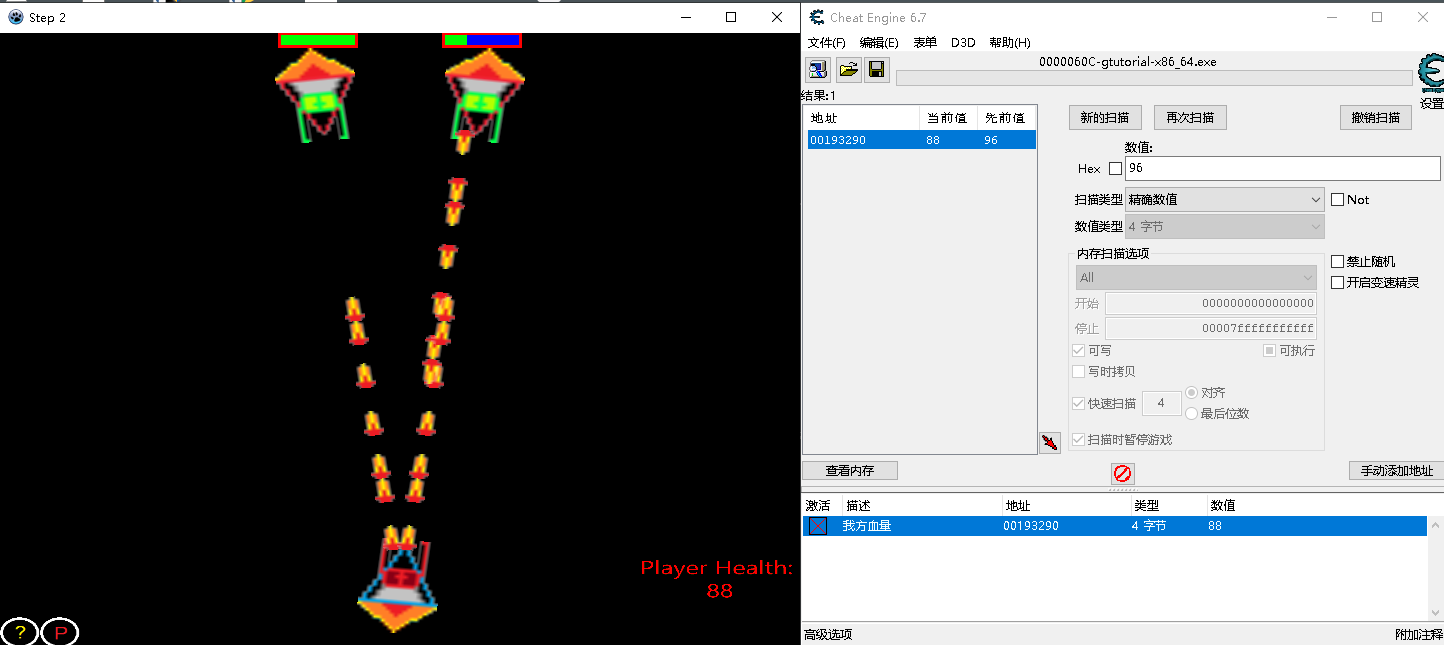 Step 2
Player Health:
88
?
P
Cheat Engine 6.7
文件(F) 编辑(E) 表单 D3D 帮助(H)
0000060C-gtutorial-x86_64.exe
设置
结果:1
地址 当前值 先前值
00193290 88 96
新的扫描 再次扫描 撤销扫描
数值:
Hex 96
扫描类型 精确数值 Not
数值类型 4 字节
内存扫描选项
All
禁止随机
开启变速精灵
开始 0000000000000000
停止 00007fffffffffff
可写 可执行
写时拷贝
快速扫描 4 对齐
最后位数
扫描时暂停游戏
查看内存 手动添加地址
激活 描述 地址 类型 数值
我方血量 00193290 4 字节 88
高级选项 附加注释